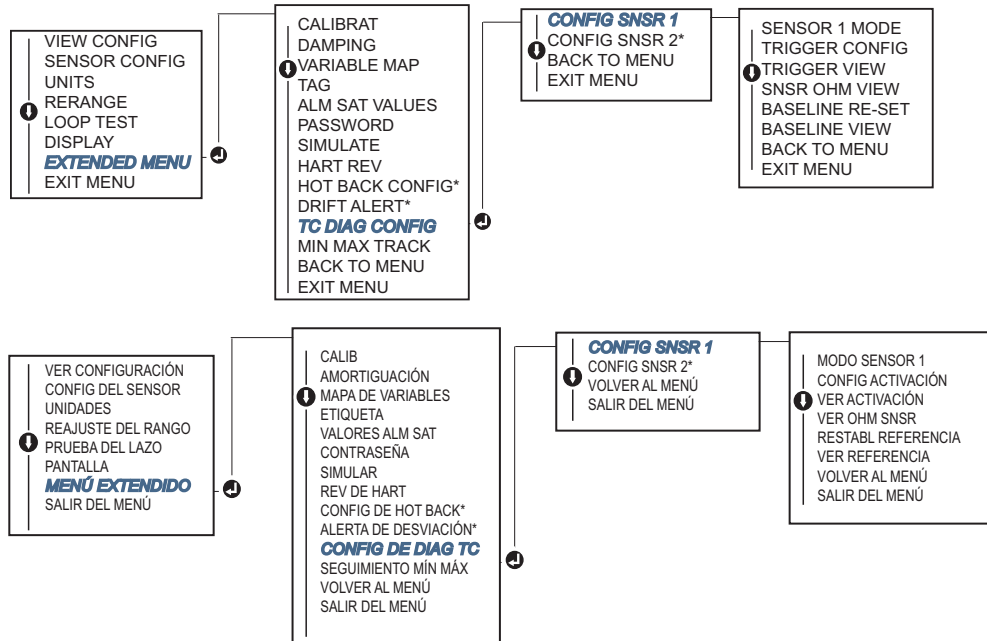 VIEW CONFIG
SENSOR CONFIG
UNITS
RERANGE
LOOP TEST
DISPLAY
EXTENDED MENU
EXIT MENU
CALIBRAT
DAMPING
VARIABLE MAP
TAG
ALM SAT VALUES
PASSWORD
SIMULATE
HART REV
HOT BACK CONFIG*
DRIFT ALERT*
TC DIAG CONFIG
MIN MAX TRACK
BACK TO MENU
EXIT MENU
CONFIG SNSR 1
CONFIG SNSR 2*
BACK TO MENU
EXIT MENU
SENSOR 1 MODE
TRIGGER CONFIG
TRIGGER VIEW
SNSR OHM VIEW
BASELINE RE-SET
BASELINE VIEW
BACK TO MENU
EXIT MENU
VER CONFIGURACIÓN
CONFIG DEL SENSOR
UNIDADES
REAJUSTE DEL RANGO
PRUEBA DEL LAZO
PANTALLA
MENÚ EXTENDIDO
SALIR DEL MENÚ
CALIB
AMORTIGUACIÓN
MAPA DE VARIABLES
ETIQUETA
VALORES ALM SAT
CONTRASEÑA
SIMULAR
REV DE HART
CONFIG DE HOT BACK*
ALERTA DE DESVIACIÓN*
CONFIG DE DIAG TC
SEGUIMIENTO MÍN MÁX
VOLVER AL MENÚ
SALIR DEL MENÚ
CONFIG SNSR 1
CONFIG SNSR 2*
VOLVER AL MENÚ
SALIR DEL MENÚ
MODO SENSOR 1
CONFIG ACTIVACIÓN
VER ACTIVACIÓN
VER OHM SNSR
RESTABL REFERENCIA
VER REFERENCIA
VOLVER AL MENÚ
SALIR DEL MENÚ